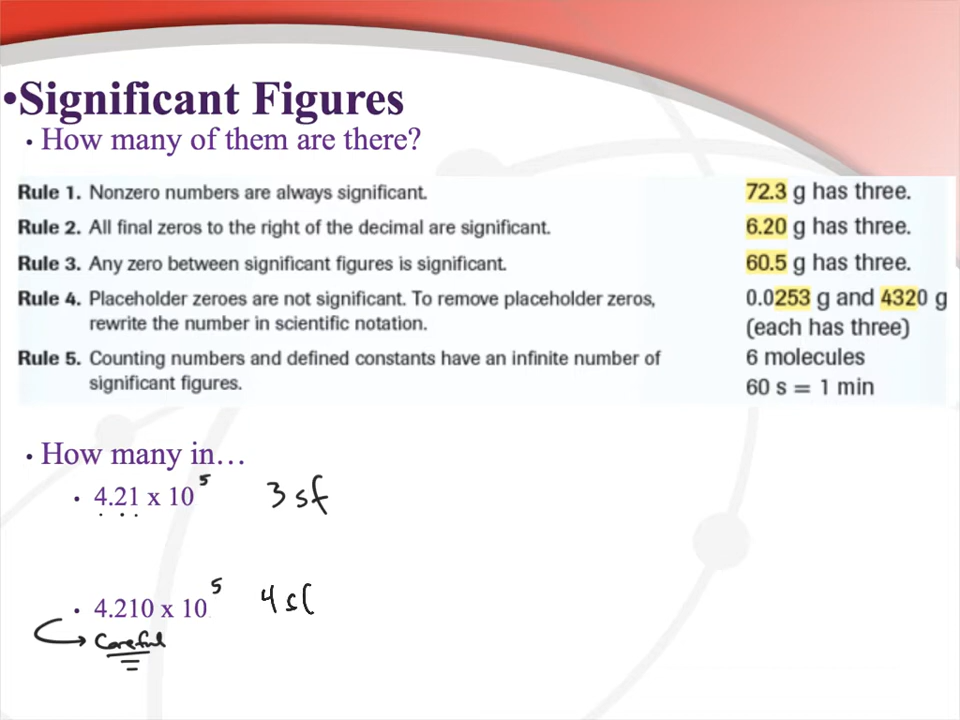 •Significant Figures
• How many of them are there?
Rule 1. Nonzero numbers are always significant. 72.3 g has three.
Rule 2. All final zeros to the right of the decimal are significant. 6.20 g has three.
Rule 3. Any zero between significant figures is significant. 60.5 g has three.
Rule 4. Placeholder zeroes are not significant. To remove placeholder zeros, 0.0253 g and 4320 g
rewrite the number in scientific notation. (each has three)
Rule 5. Counting numbers and defined constants have an infinite number of 6 molecules
significant figures. 60 s = 1 min
• How many in…
• 4.21 x 10⁵ 3 sf
• 4.210 x 10⁵ 4 sf
Careful